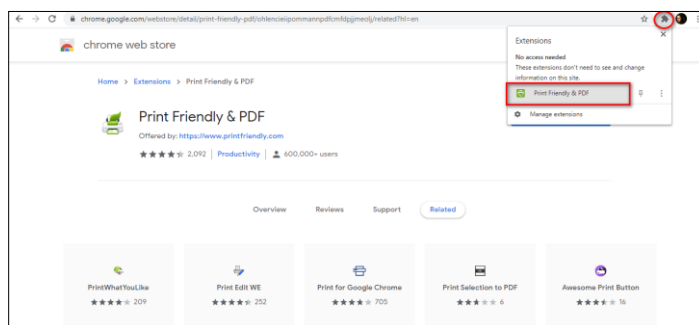 chrome.google.com/webstore/detail/print-friendly-pdf/ohlencieiipommannpdfcmfdpjjmeolj/related?hl=en
chrome web store
Extensions
No access needed
These extensions don't need to see and change
information on this site.
Print Friendly & PDF
Manage extensions
Home > Extensions > Print Friendly & PDF
Print Friendly & PDF
Offered by: https://www.printfriendly.com
2,092 | Productivity | 600,000+ users
Overview Reviews Support Related
PrintWhatYouLike
209
Print Edit WE
252
Print for Google Chrome
705
Print Selection to PDF
6
Awesome Print Button
16